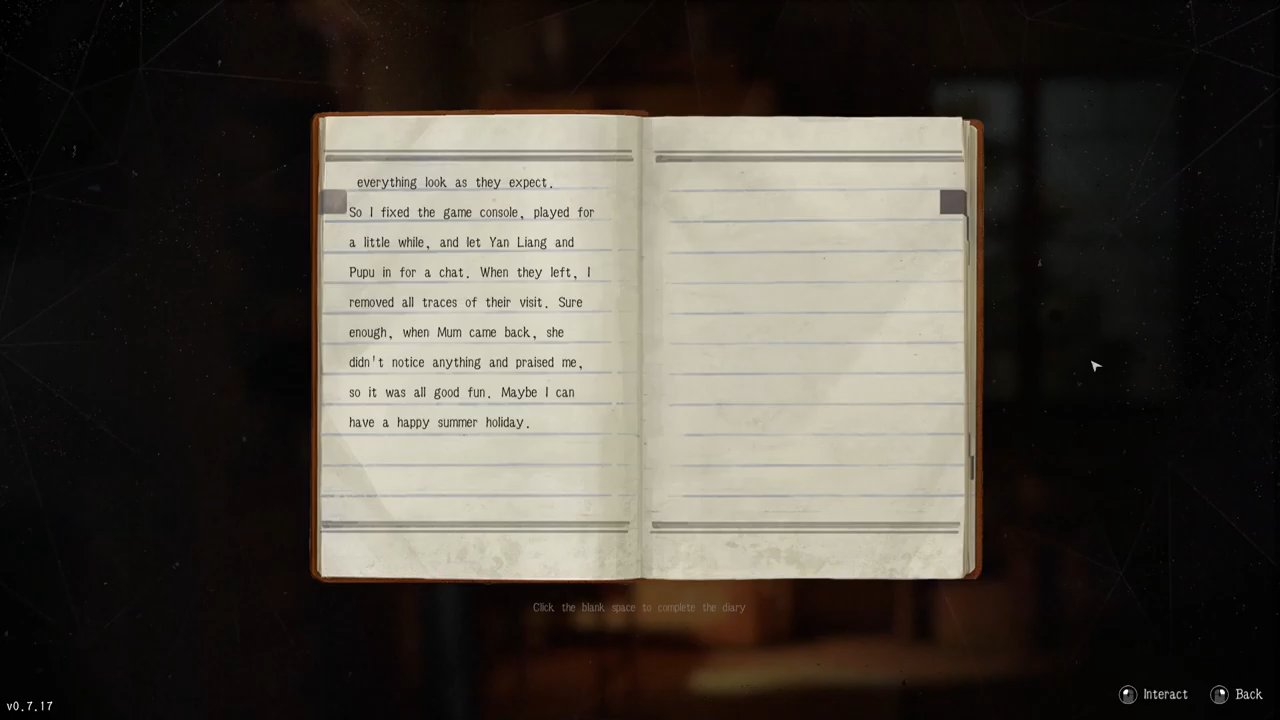 everything look as they expect.
So I fixed the game console, played for
a little while, and let Yan Liang and
Pupu in for a chat. When they left, I
removed all traces of their visit. Sure
enough, when Mum came back, she
didn't notice anything and praised me,
so it was all good fun. Maybe I can
have a happy summer holiday.
Click the blank space to complete the diary
Interact
Back
v0.7.17